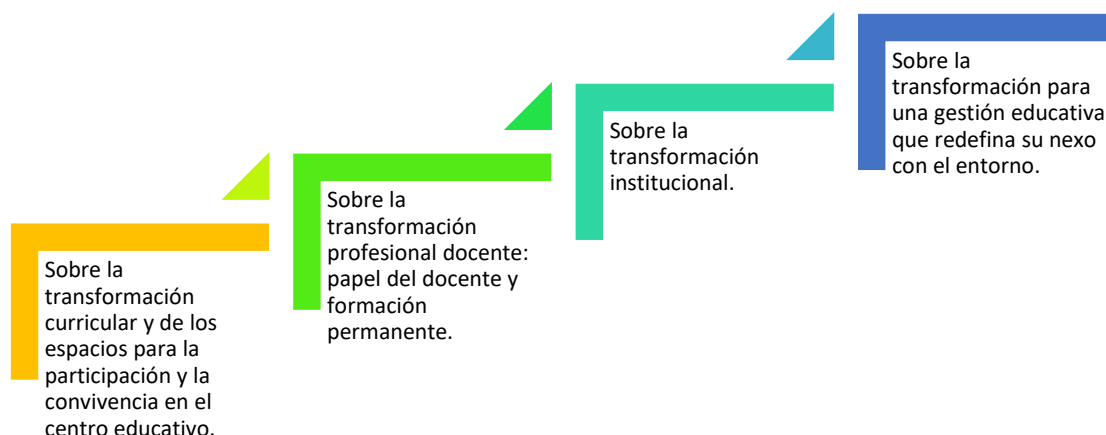 Sobre la
transformación
curricular y de los
espacios para la
participación y la
convivencia en el
centro educativo.
Sobre la
transformación
profesional docente:
papel del docente y
formación
permanente.
Sobre la
transformación
institucional.
Sobre la
transformación para
una gestión educativa
que redefina su nexo
con el entorno.